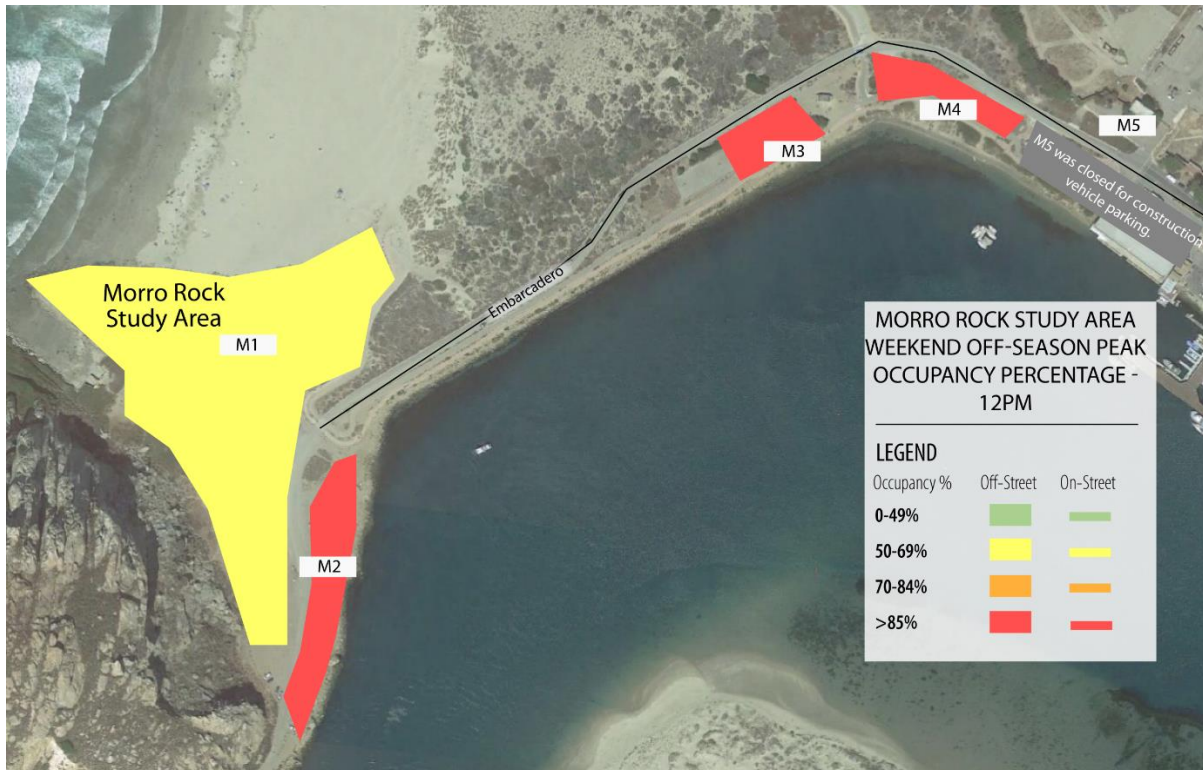 Morro Rock
Study Area
M1
M2
M3
M4
M5
M5 was closed for construction
vehicle parking.
Embarcadero
MORRO ROCK STUDY AREA
WEEKEND OFF-SEASON PEAK
OCCUPANCY PERCENTAGE -
12PM
LEGEND
Occupancy % Off-Street On-Street
0-49%
50-69%
70-84%
>85%